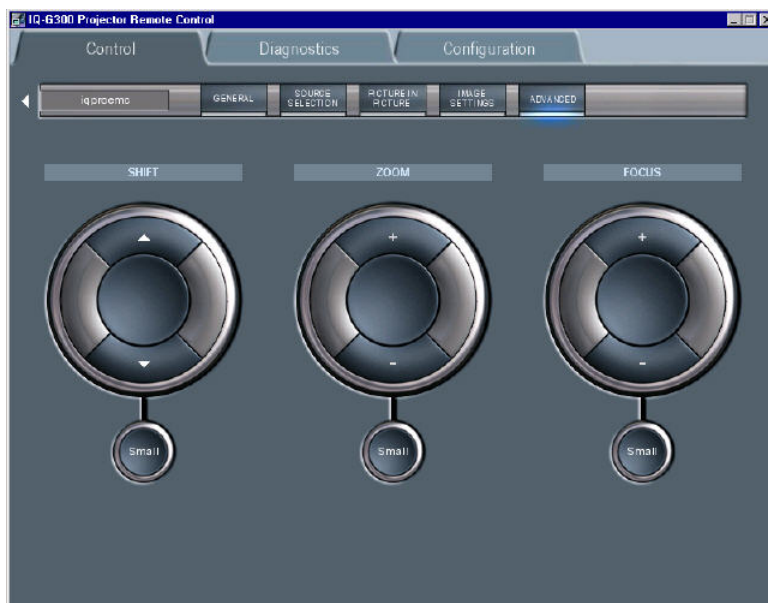 IQ-G300 Projector Remote Control
Control Diagnostics Configuration
iqproemc
GENERAL
SOURCE
SELECTION
PICTURE IN
PICTURE
IMAGE
SETTINGS
ADVANCED
SHIFT ZOOM FOCUS
+ +
- -
Small Small Small